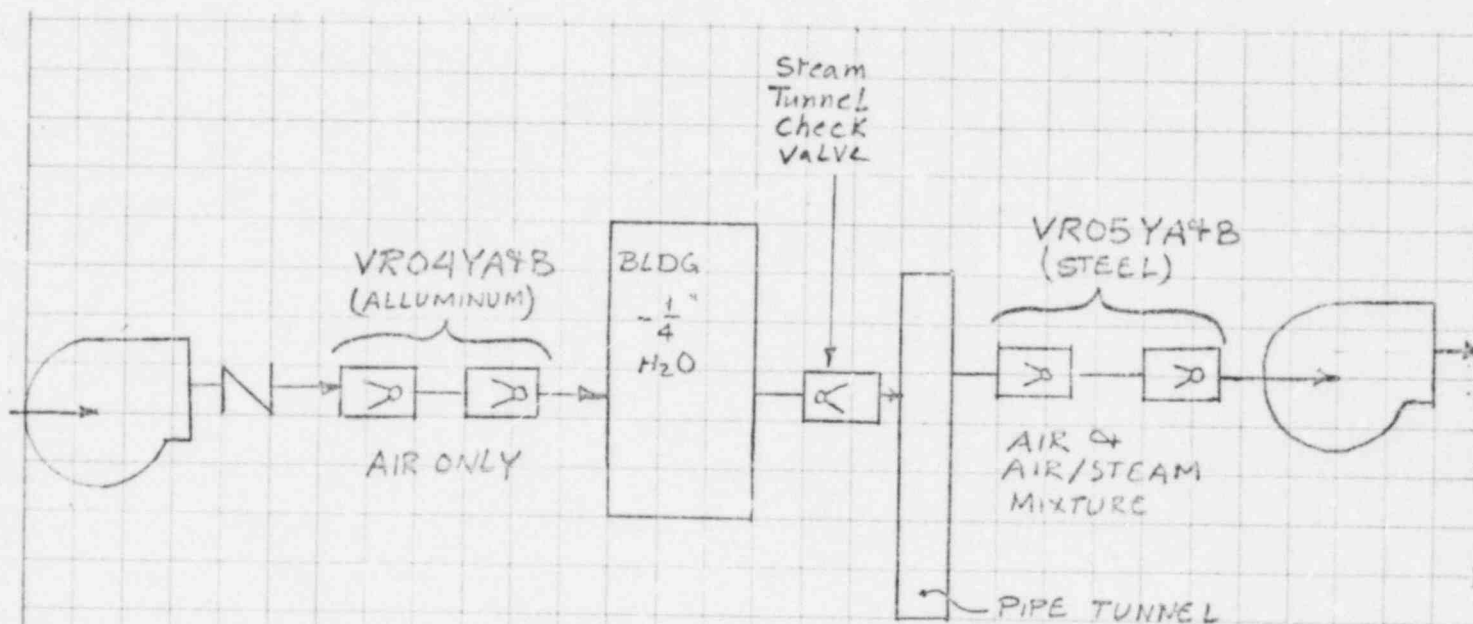 Steam
Tunnel
Check
Valve
VR04YA&B
(ALLUMINUM)
AIR ONLY
BLDG
- 1/4"
H2O
VR05YA&B
(STEEL)
AIR &
AIR/STEAM
MIXTURE
PIPE TUNNEL